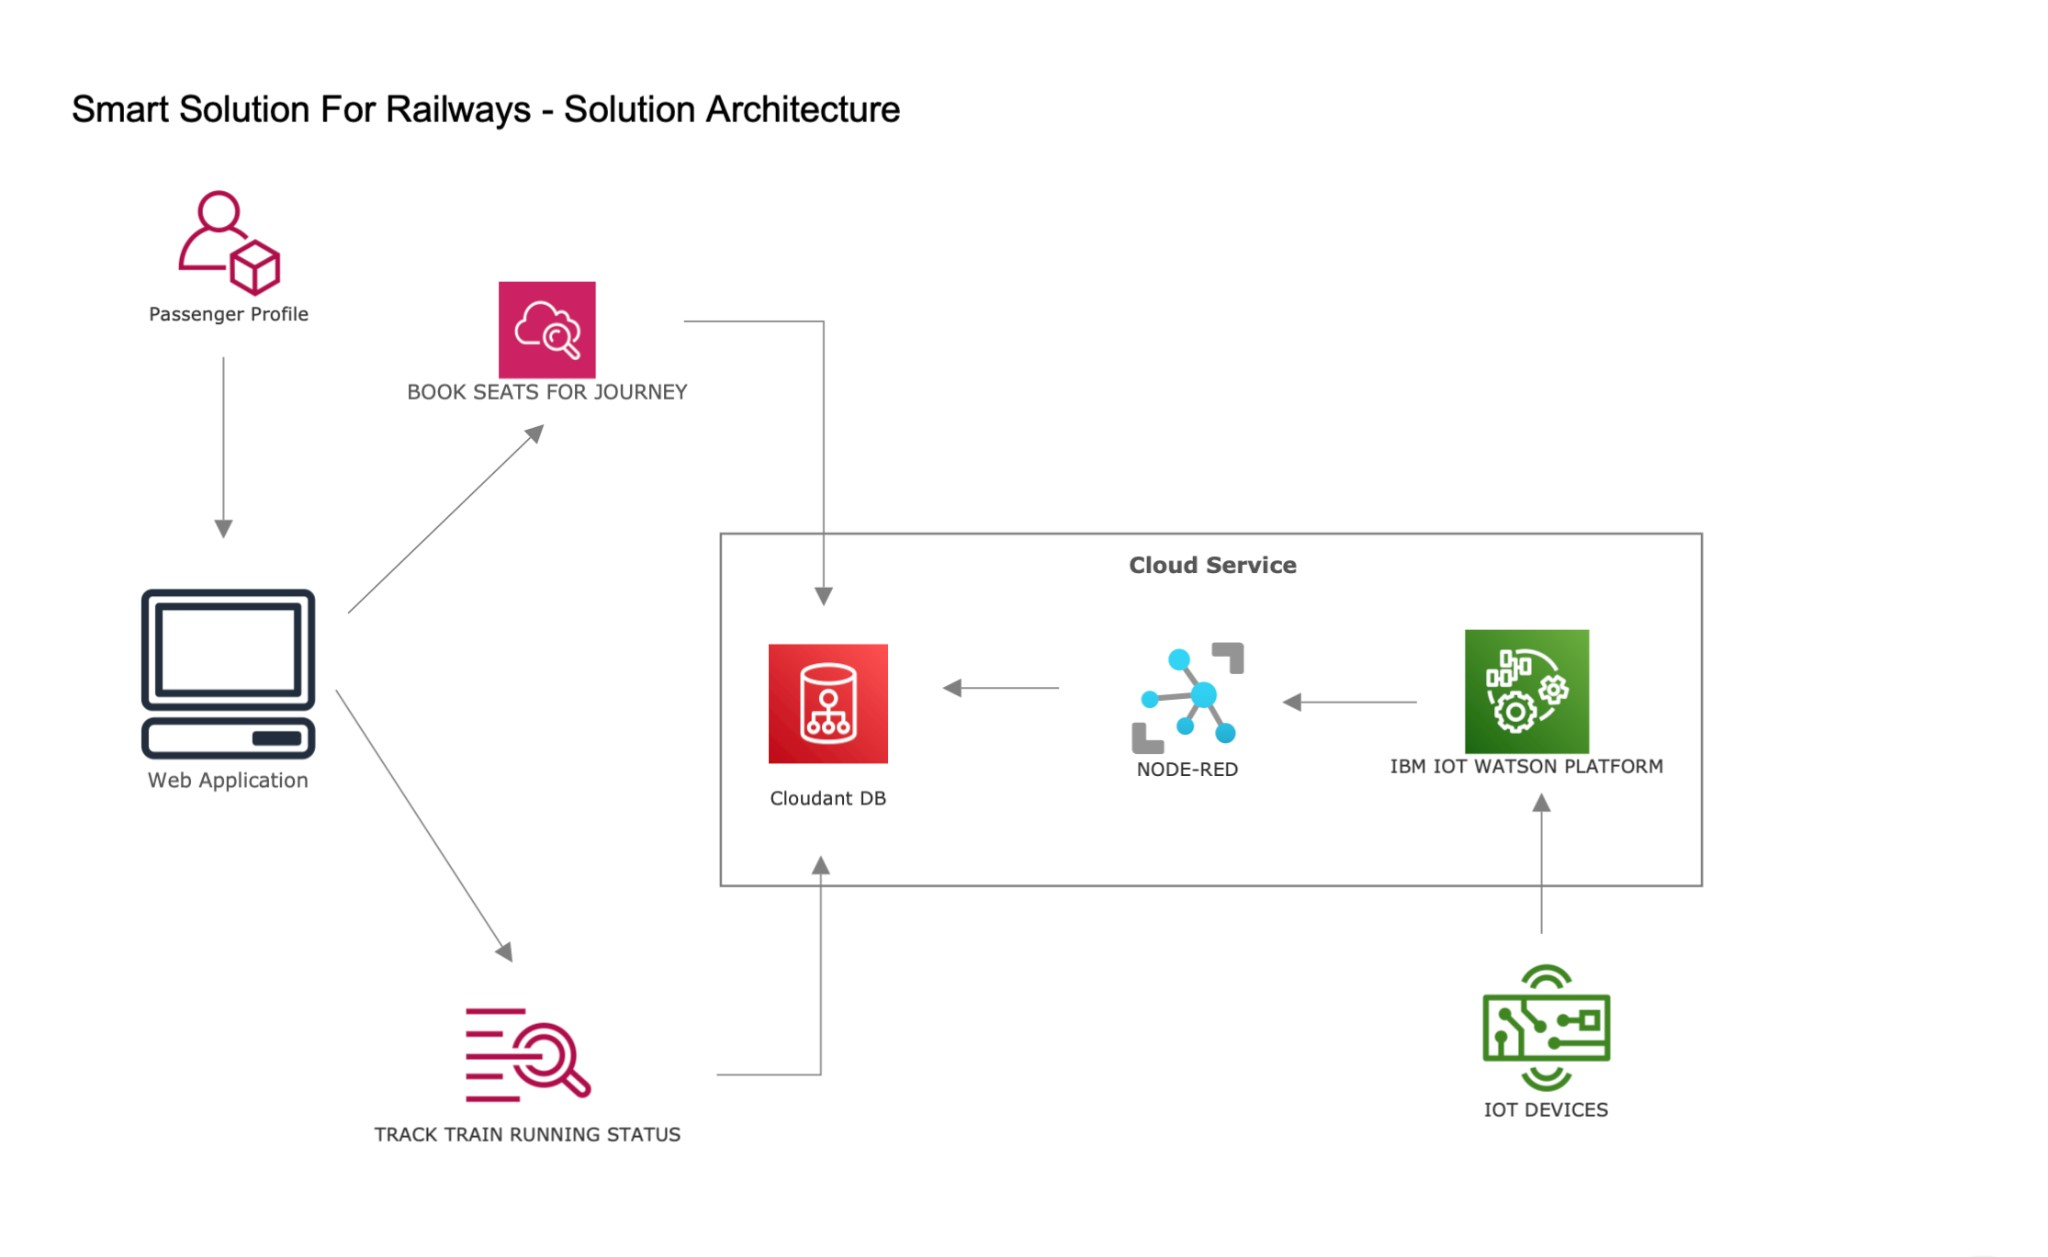 Smart Solution For Railways - Solution Architecture
Passenger Profile
BOOK SEATS FOR JOURNEY
Cloud Service
Web Application
Cloudant DB
NODE-RED
IBM IOT WATSON PLATFORM
TRACK TRAIN RUNNING STATUS
IOT DEVICES